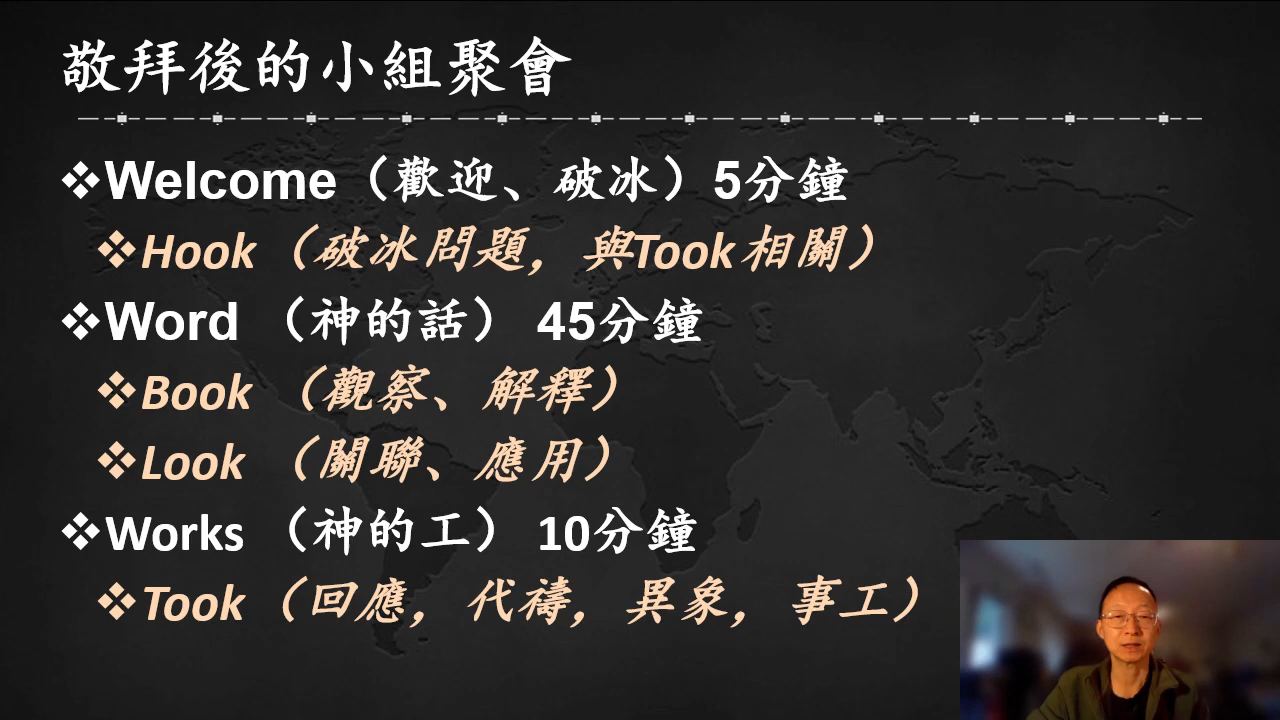 敬拜後的小組聚會
❖Welcome（歡迎、破冰）5分鐘
❖Hook（破冰問題，與Took相關）
❖Word （神的話） 45分鐘
❖Book （觀察、解釋）
❖Look （關聯、應用）
❖Works （神的工） 10分鐘
❖Took（回應，代禱，異象，事工）